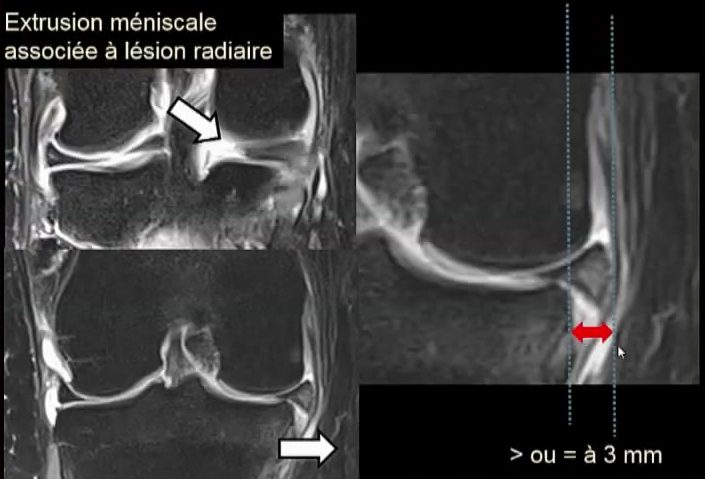 Extrusion méniscale
associée à lésion radiaire
> ou = à 3 mm